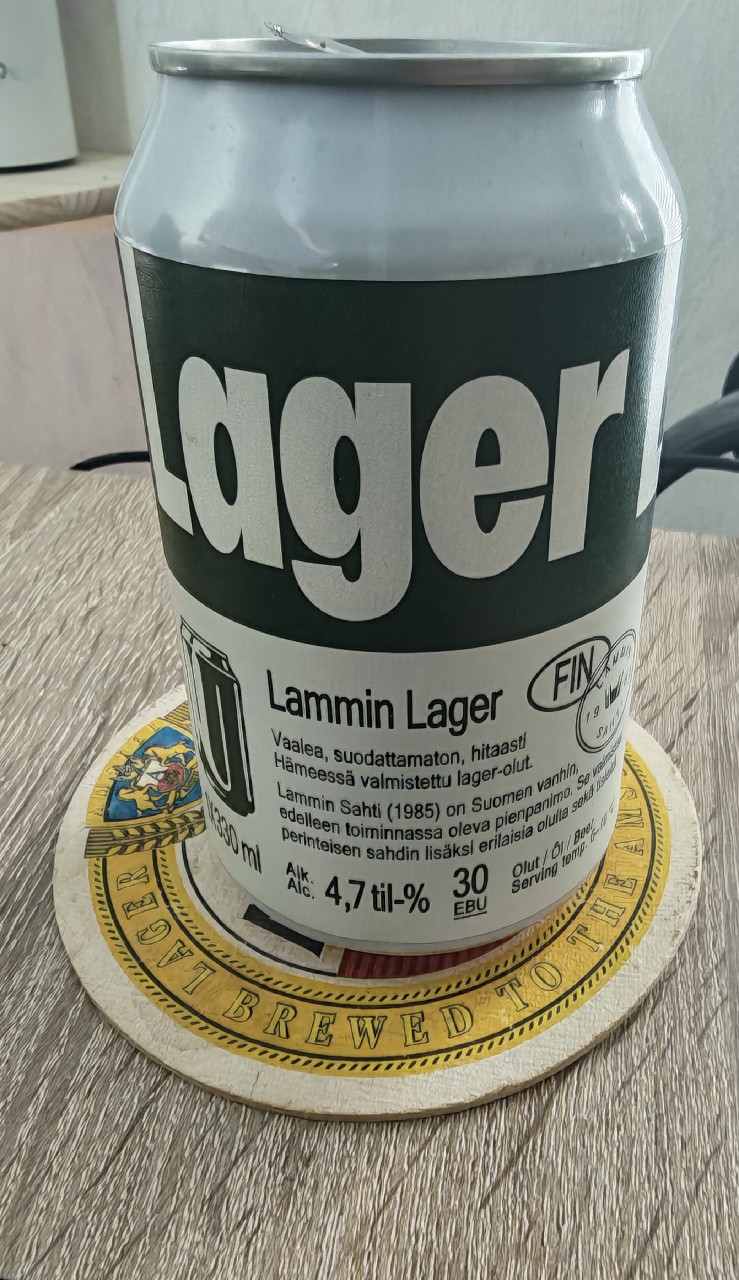 Lager
FIN
Lammin Lager
Vaalea, suodattamaton, hitaasti
Hämeessä valmistettu lager-olut.
Lammin Sahti (1985) on Suomen vanhin,
edelleen toiminnassa oleva pienpanimo. Se
perinteisen sahdin lisäksi erilaisia oluita sekä
330 ml
Alk.
Alc.
4,7 til-%
30
EBU
Olut / Öl / Beer
Serving temp.
LAGER BREWED TO THE